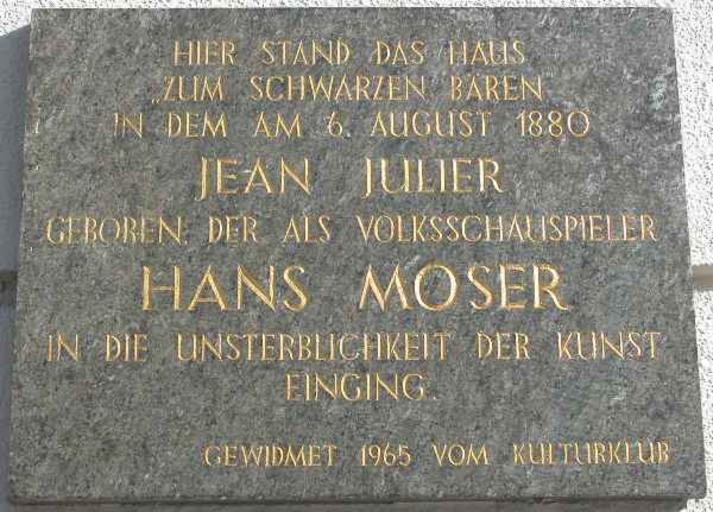 HIER STAND DAS HAUS
„ZUM SCHWARZEN BÄREN
IN DEM AM 6. AUGUST 1880
JEAN JULIER
GEBOREN. DER ALS VOLKSSCHAUSPIELER
HANS MOSER
IN DIE UNSTERBLICHKEIT DER KUNST
EINGING.
GEWIDMET 1965 VOM KULTURKLUB